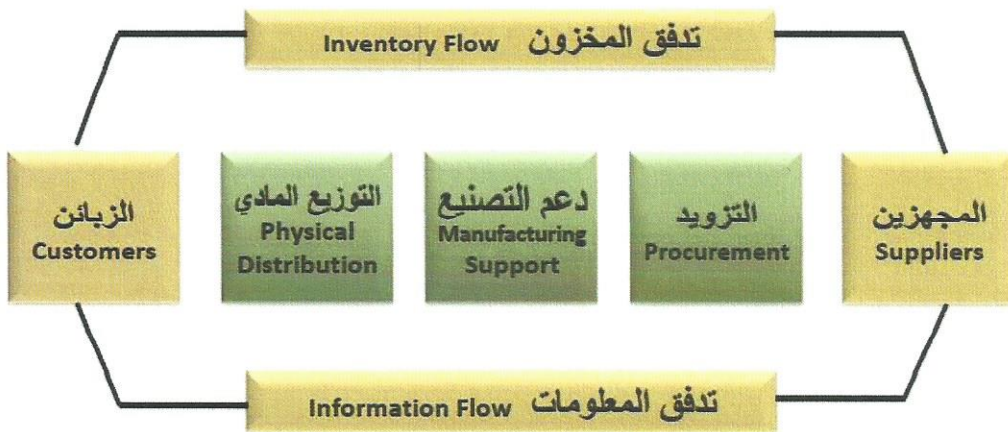 Inventory Flow تدفق المخزون
الزبائن
Customers
التوزيع المادي
Physical
Distribution
دعم التصنيع
Manufacturing
Support
التزويد
Procurement
المجهزين
Suppliers
Information Flow تدفق المعلومات